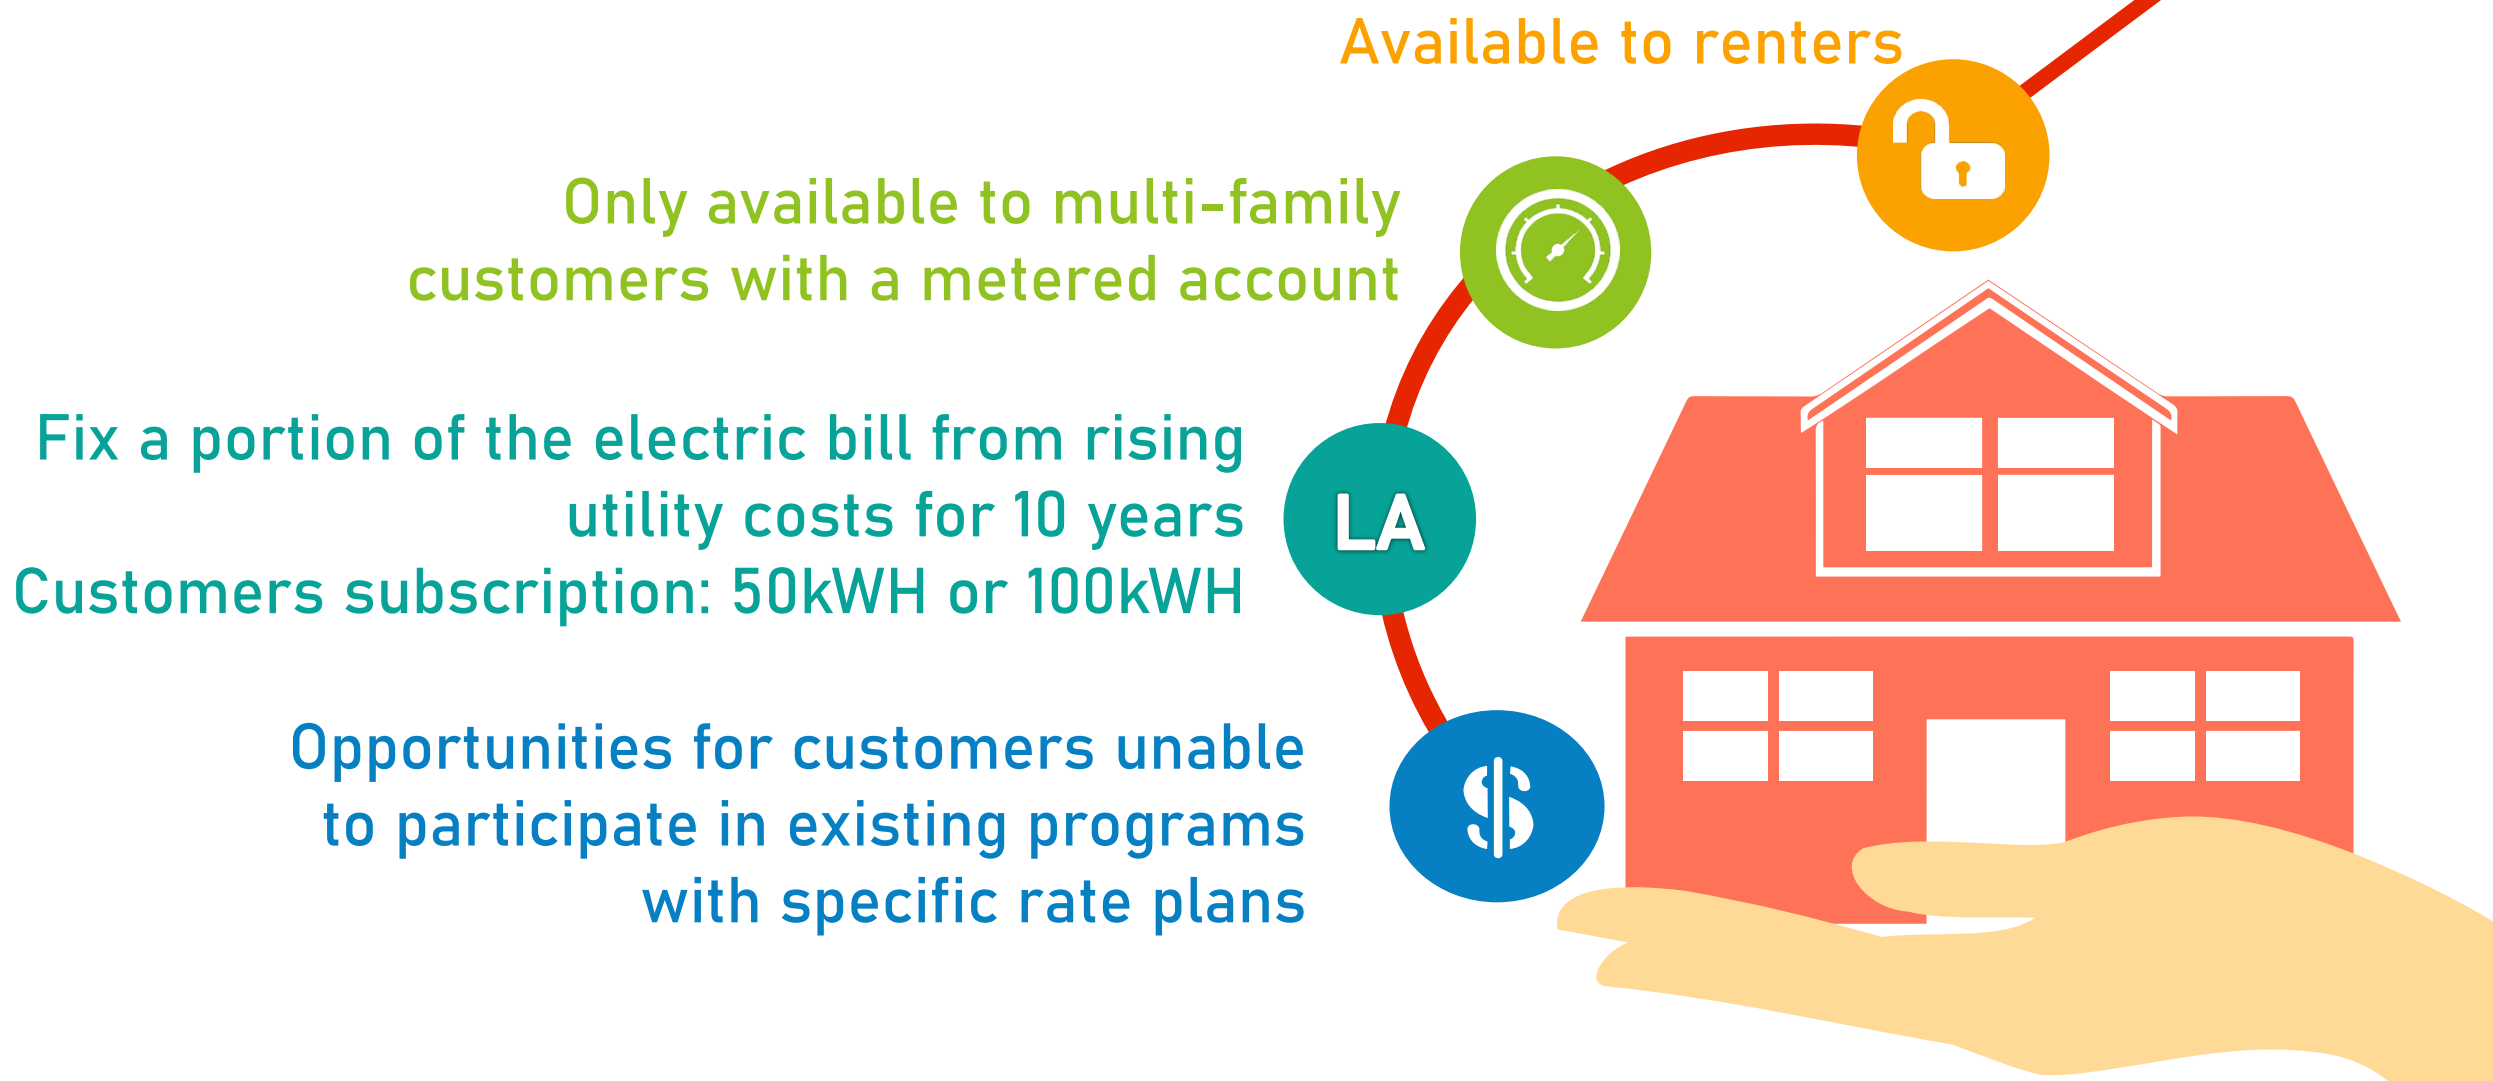 Available to renters
Only available to multi-family
customers with a metered account
Fix a portion of the electric bill from rising
utility costs for 10 years
Customers subscription: 50kWH or 100kWH
LA
Opportunities for customers unable
to participate in existing programs
with specific rate plans
$